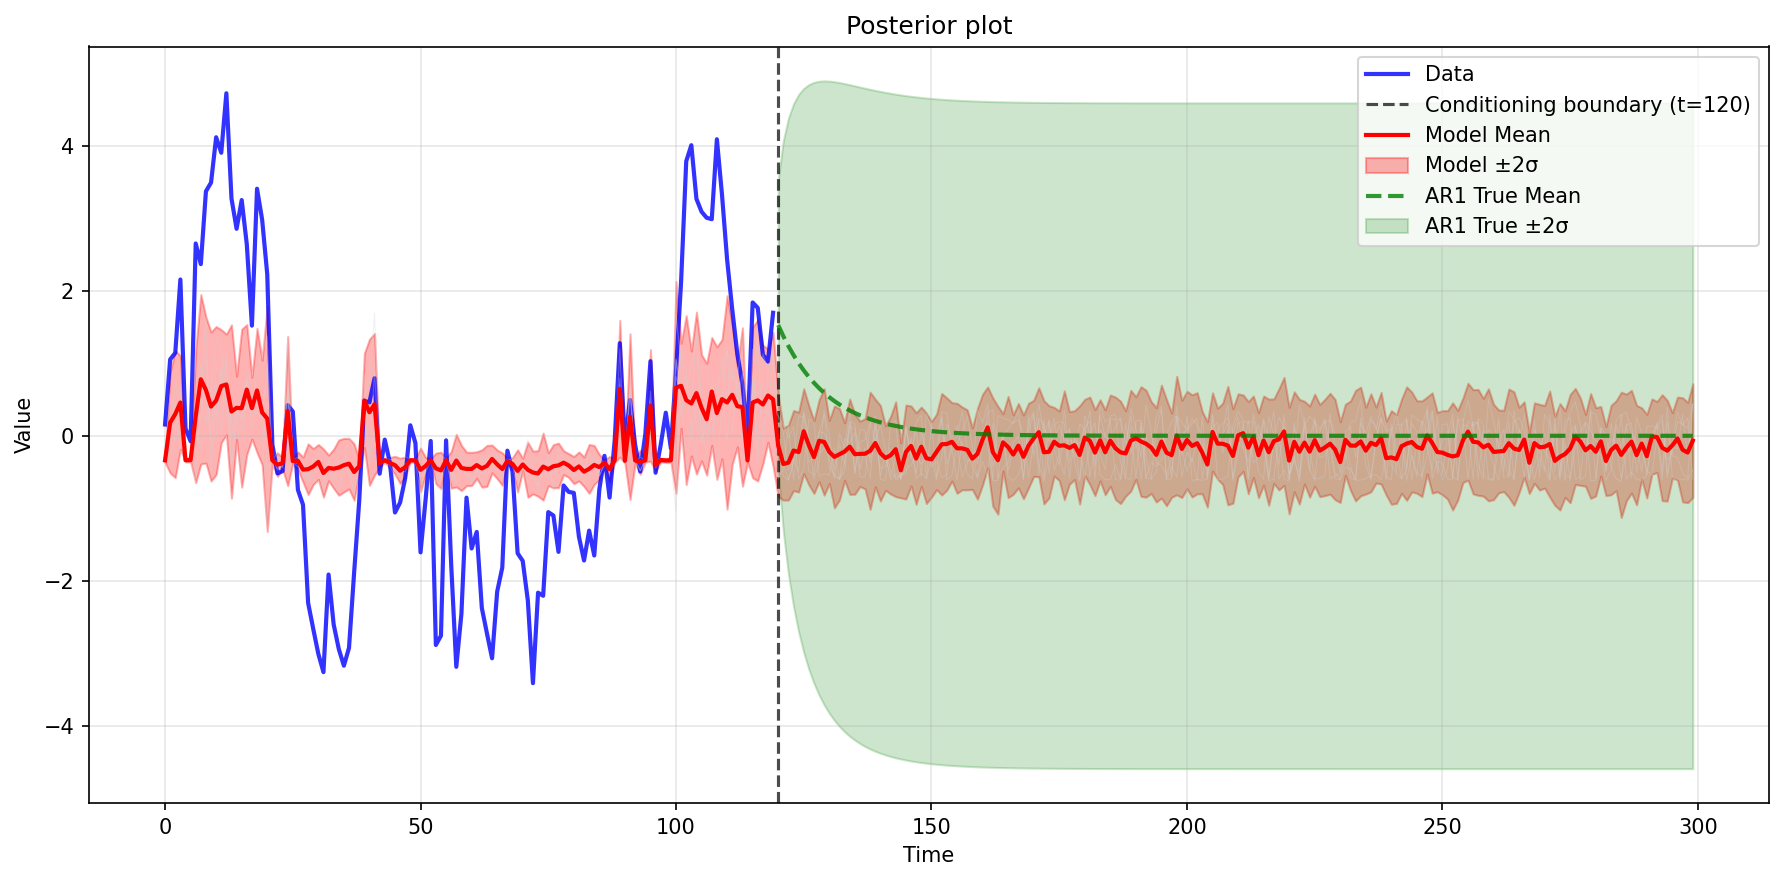 Posterior plot
Data
Conditioning boundary (t=120)
Model Mean
Model ±2σ
AR1 True Mean
AR1 True ±2σ
Value
4
2
0
−2
−4
0
50
100
150
200
250
300
Time